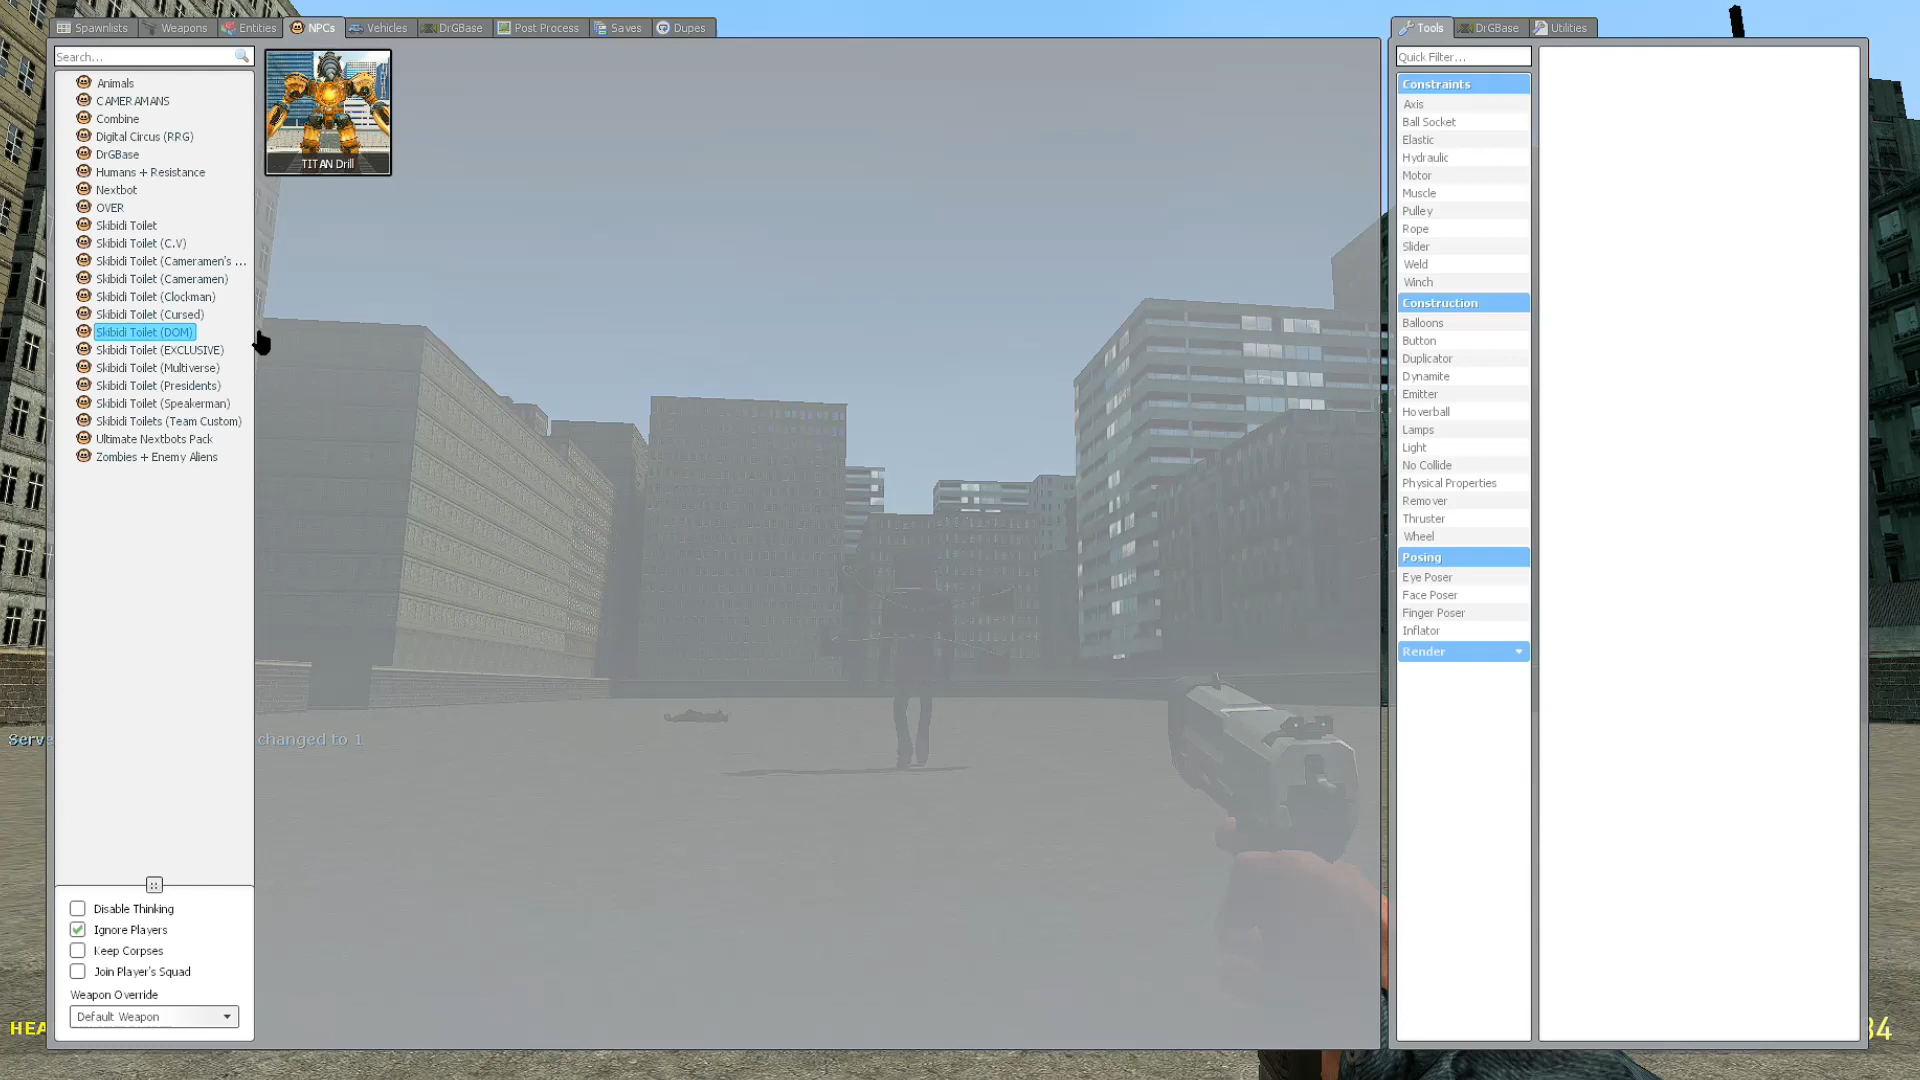 Spawnlists
Weapons
Entities
NPCs
Vehicles
DrGBase
Post Process
Saves
Dupes
Search...
Animals
CAMERAMANS
Combine
Digital Circus (RRG)
DrGBase
Humans + Resistance
Nextbot
OVER
Skibidi Toilet
Skibidi Toilet (C.V)
Skibidi Toilet (Cameramen's ...
Skibidi Toilet (Cameramen)
Skibidi Toilet (Clockman)
Skibidi Toilet (Cursed)
Skibidi Toilet (DOM)
Skibidi Toilet (EXCLUSIVE)
Skibidi Toilet (Multiverse)
Skibidi Toilet (Presidents)
Skibidi Toilet (Speakerman)
Skibidi Toilets (Team Custom)
Ultimate Nextbots Pack
Zombies + Enemy Aliens
TITAN Drill
Serve
changed to 1
Disable Thinking
Ignore Players
Keep Corpses
Join Player's Squad
Weapon Override
Default Weapon
HEA
Tools
DrGBase
Utilities
Quick Filter...
Constraints
Axis
Ball Socket
Elastic
Hydraulic
Motor
Muscle
Pulley
Rope
Slider
Weld
Winch
Construction
Balloons
Button
Duplicator
Dynamite
Emitter
Hoverball
Lamps
Light
No Collide
Physical Properties
Remover
Thruster
Wheel
Posing
Eye Poser
Face Poser
Finger Poser
Inflator
Render
34